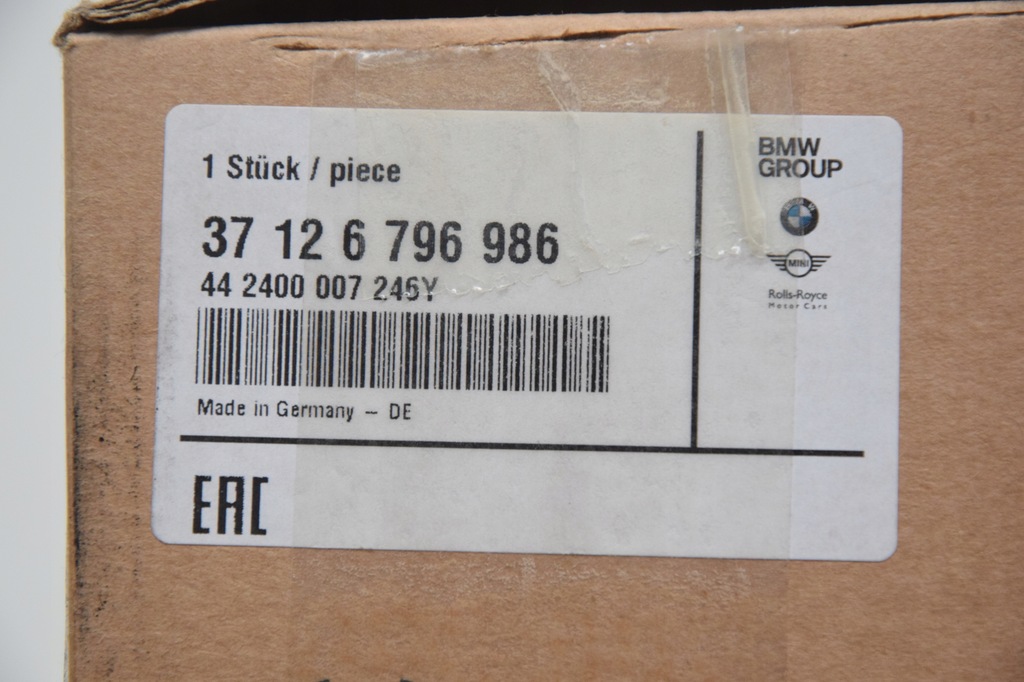 1 Stück / piece
37 12 6 796 986
44 2400 007 246Y
Made in Germany – DE
EAC
BMW
GROUP
MINI
Rolls-Royce
Motor Cars